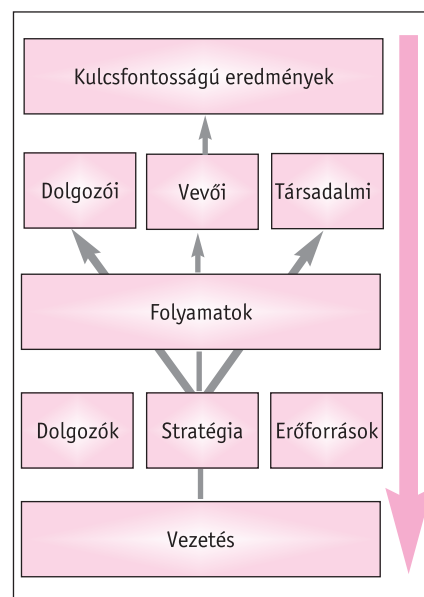 Kulcsfontosságú eredmények
Dolgozói
Vevői
Társadalmi
Folyamatok
Dolgozók
Stratégia
Erőforrások
Vezetés